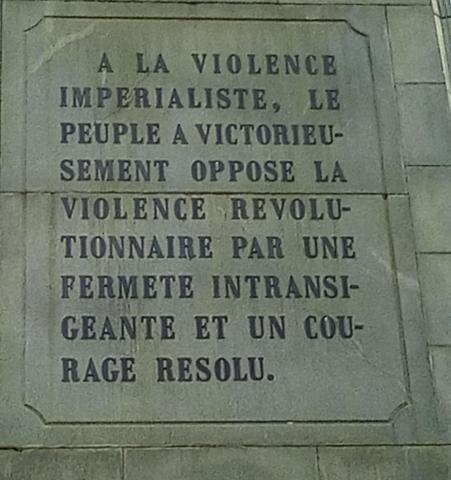 A LA VIOLENCE
IMPERIALISTE, LE
PEUPLE A VICTORIEU-
SEMENT OPPOSE LA
VIOLENCE REVOLU-
TIONNAIRE PAR UNE
FERMETE INTRANSI-
GEANTE ET UN COU-
RAGE RESOLU.